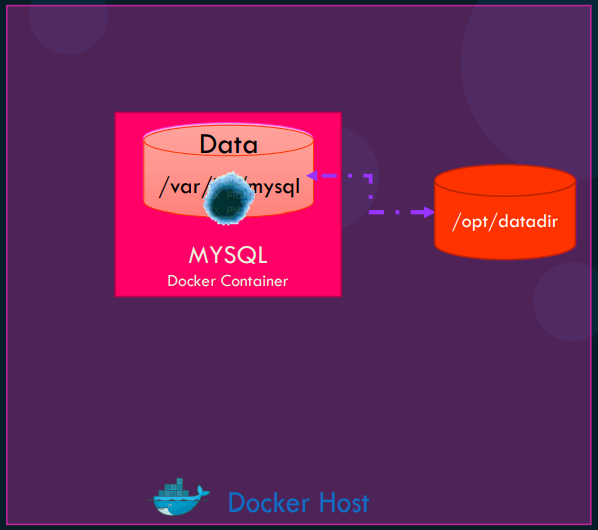 Data
/var/ /mysql
/opt/datadir
MYSQL
Docker Container
Docker Host